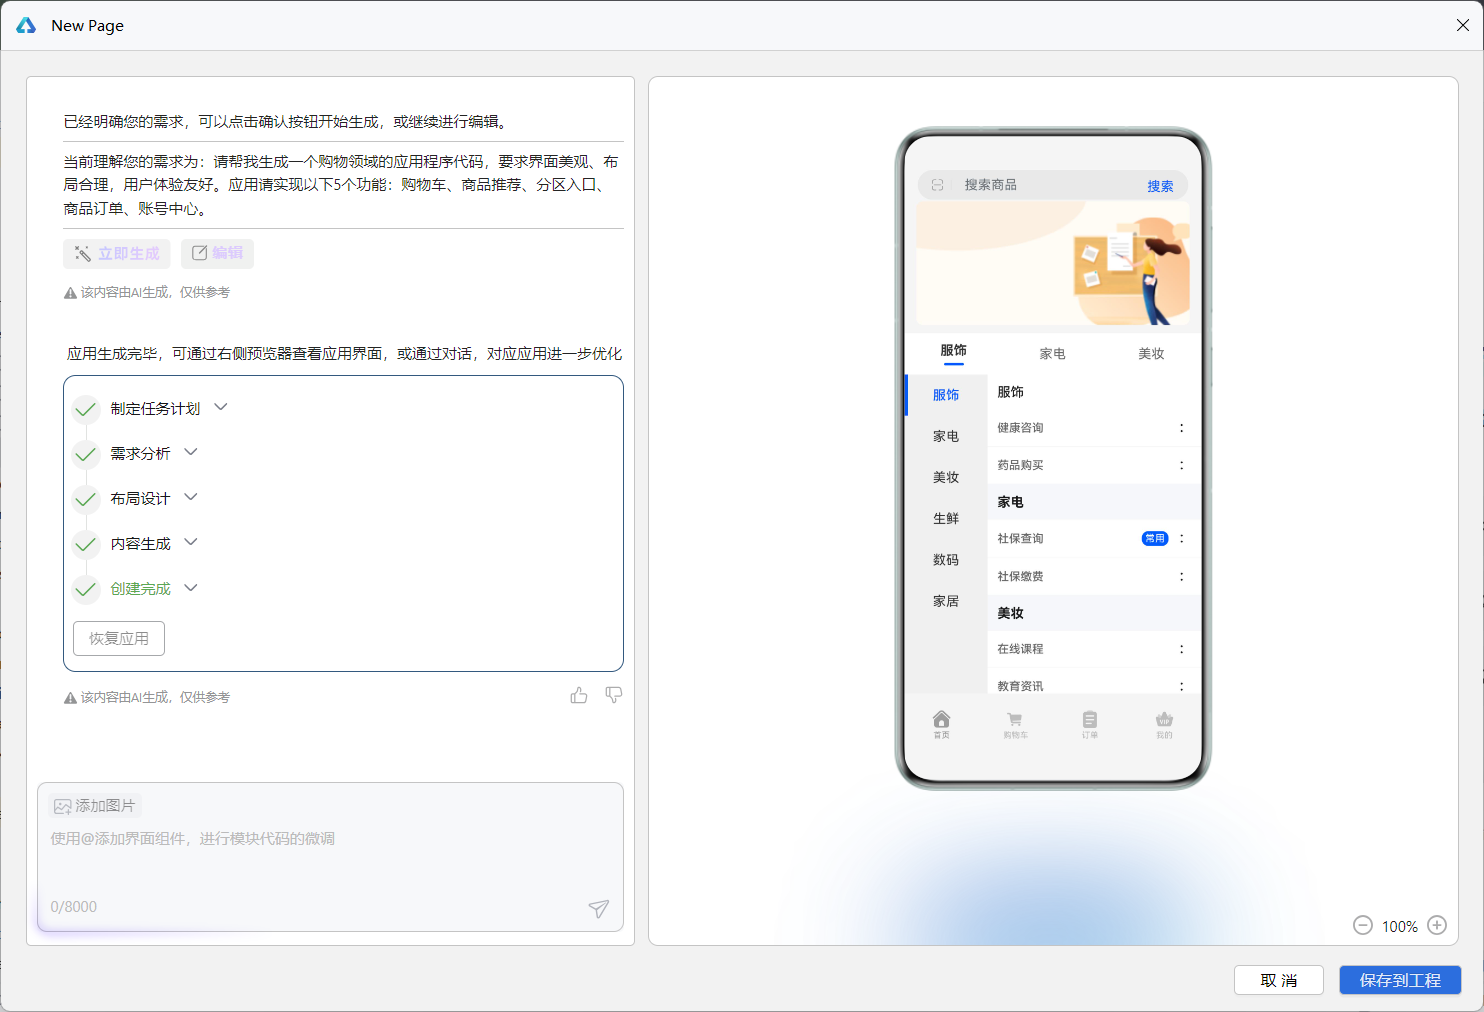 New Page
已经明确您的需求，可以点击确认按钮开始生成，或继续进行编辑。
当前理解您的需求为：请帮我生成一个购物领域的应用程序代码，要求界面美观、布
局合理，用户体验友好。应用请实现以下5个功能：购物车、商品推荐、分区入口、
商品订单、账号中心。
立即生成 编辑
该内容由AI生成，仅供参考
应用生成完毕，可通过右侧预览器查看应用界面，或通过对话，对应应用进一步优化
制定任务计划
需求分析
布局设计
内容生成
创建完成
恢复应用
该内容由AI生成，仅供参考
添加图片
使用@添加界面组件，进行模块代码的微调
0/8000
搜索商品 搜索
服饰 家电 美妆
服饰
家电
美妆
生鲜
数码
家居
服饰
健康咨询
药品购买
家电
社保查询 常用
社保缴费
美妆
在线课程
教育资讯
首页 购物车 订单 我的
VIP
100%
取消 保存到工程